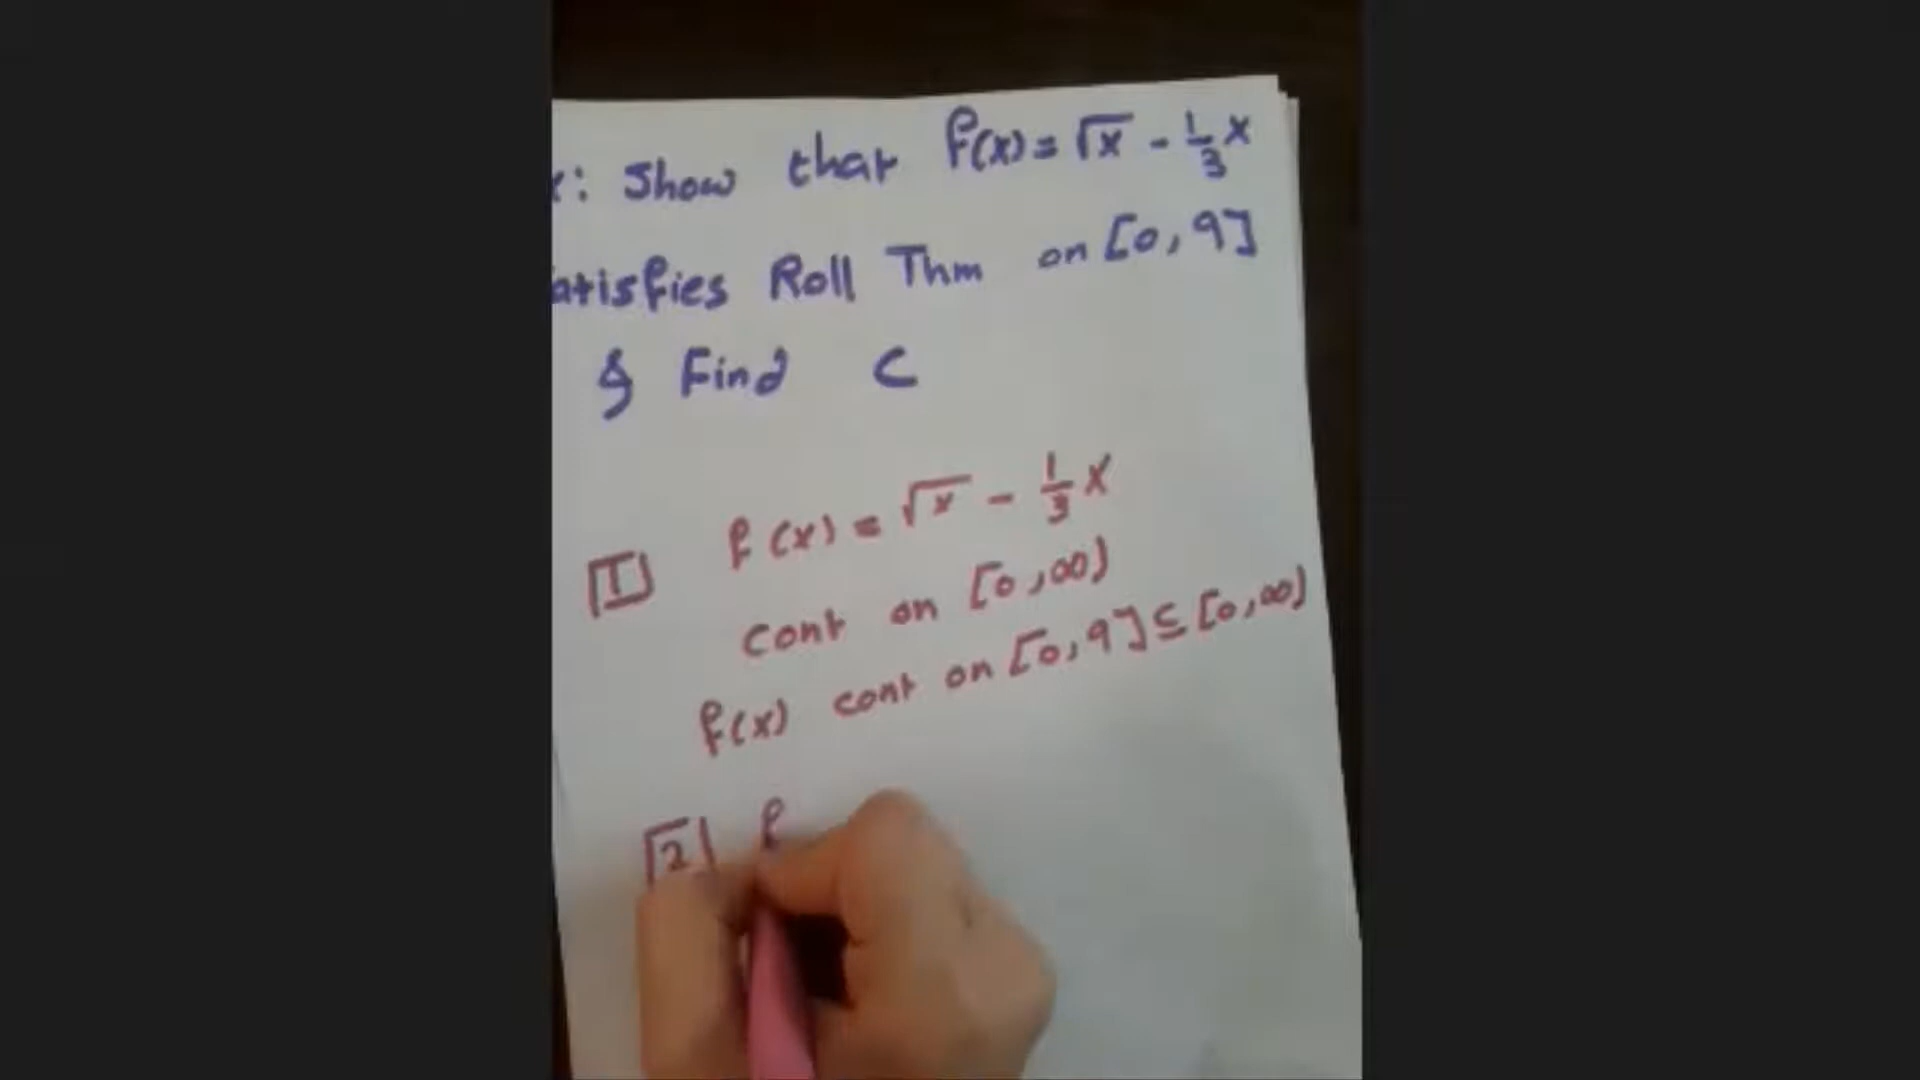 : Show that f(x) = √x - 1/3 x
atisfies Roll Thm on [0, 9]
& Find C
1 f(x) = √x - 1/3 x
cont on [0, ∞)
f(x) cont on [0, 9] ⊆ [0, ∞)
2 f